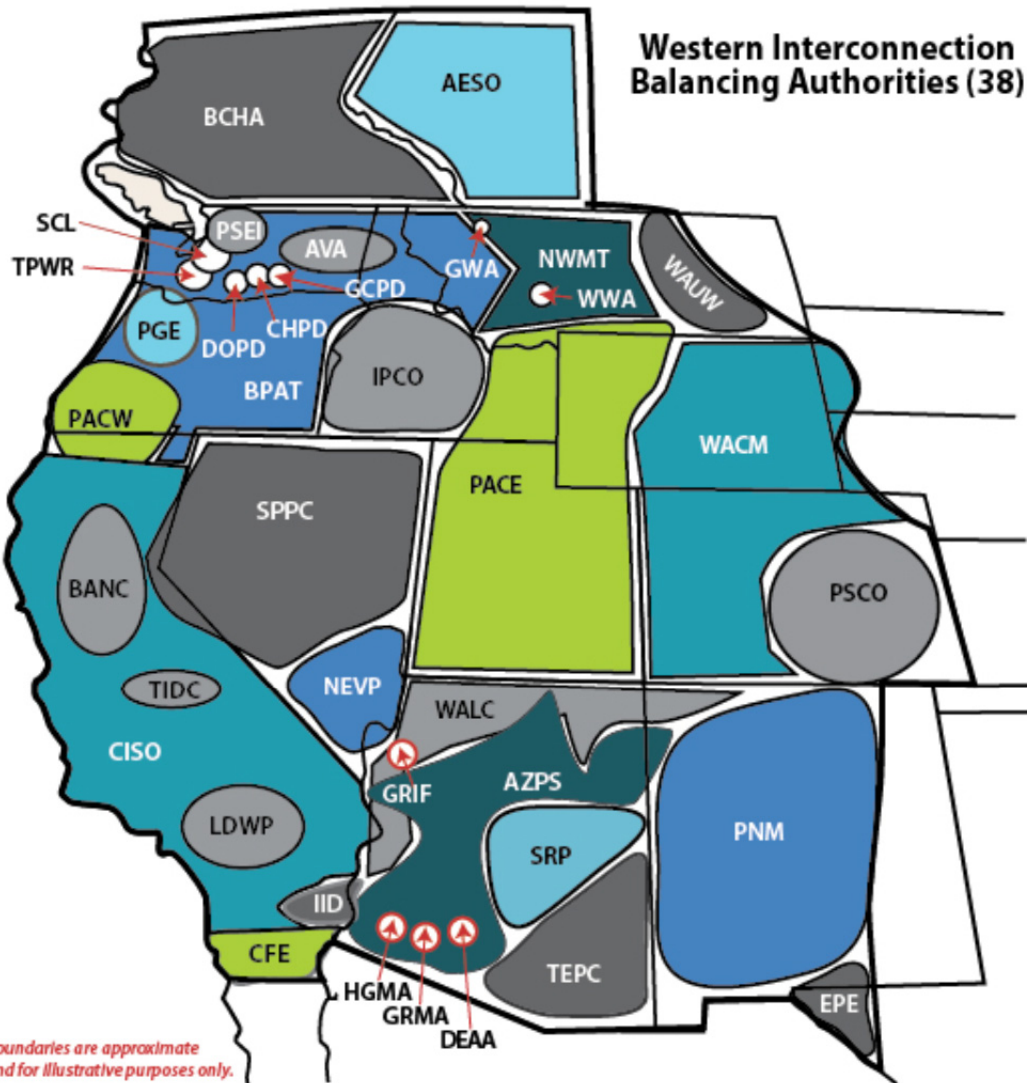 Western Interconnection
Balancing Authorities (38)
AESO
BCHA
SCL
PSEI
TPWR
AVA
GWA
NWMT
WAUW
GCPD
WWA
PGE
CHPD
DOPD
IPCO
BPAT
PACW
WACM
PACE
SPPC
BANC
PSCO
TIDC
NEVP
WALC
CISO
GRIF
AZPS
LDWP
PNM
SRP
IID
CFE
TEPC
HGMA
GRMA
EPE
DEAA
oundaries are approximate
nd for illustrative purposes only.